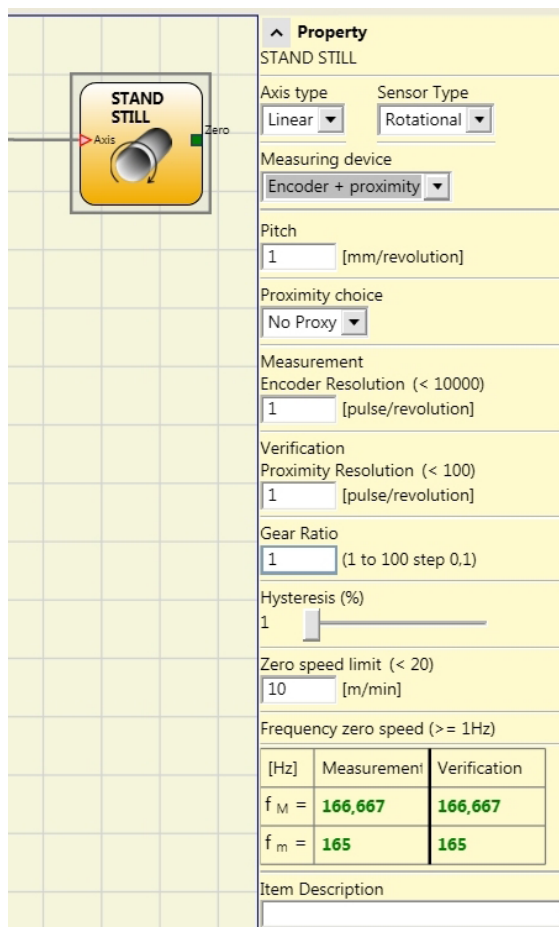 STAND
STILL
Axis
Zero
Property
STAND STILL
Axis type Sensor Type
Linear Rotational
Measuring device
Encoder + proximity
Pitch
1 [mm/revolution]
Proximity choice
No Proxy
Measurement
Encoder Resolution (< 10000)
1 [pulse/revolution]
Verification
Proximity Resolution (< 100)
1 [pulse/revolution]
Gear Ratio
1 (1 to 100 step 0,1)
Hysteresis (%)
1
Zero speed limit (< 20)
10 [m/min]
Frequency zero speed (>= 1Hz)
[Hz] Measurement Verification
f M = 166,667 166,667
f m = 165 165
Item Description